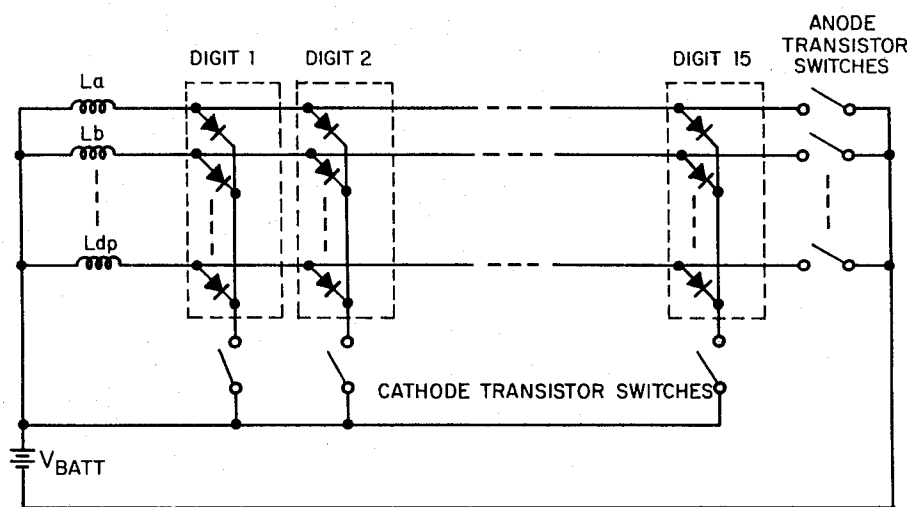 ANODE
TRANSISTOR
SWITCHES
DIGIT 1
DIGIT 2
DIGIT 15
La
Lb
Ldp
CATHODE TRANSISTOR SWITCHES
VBATT